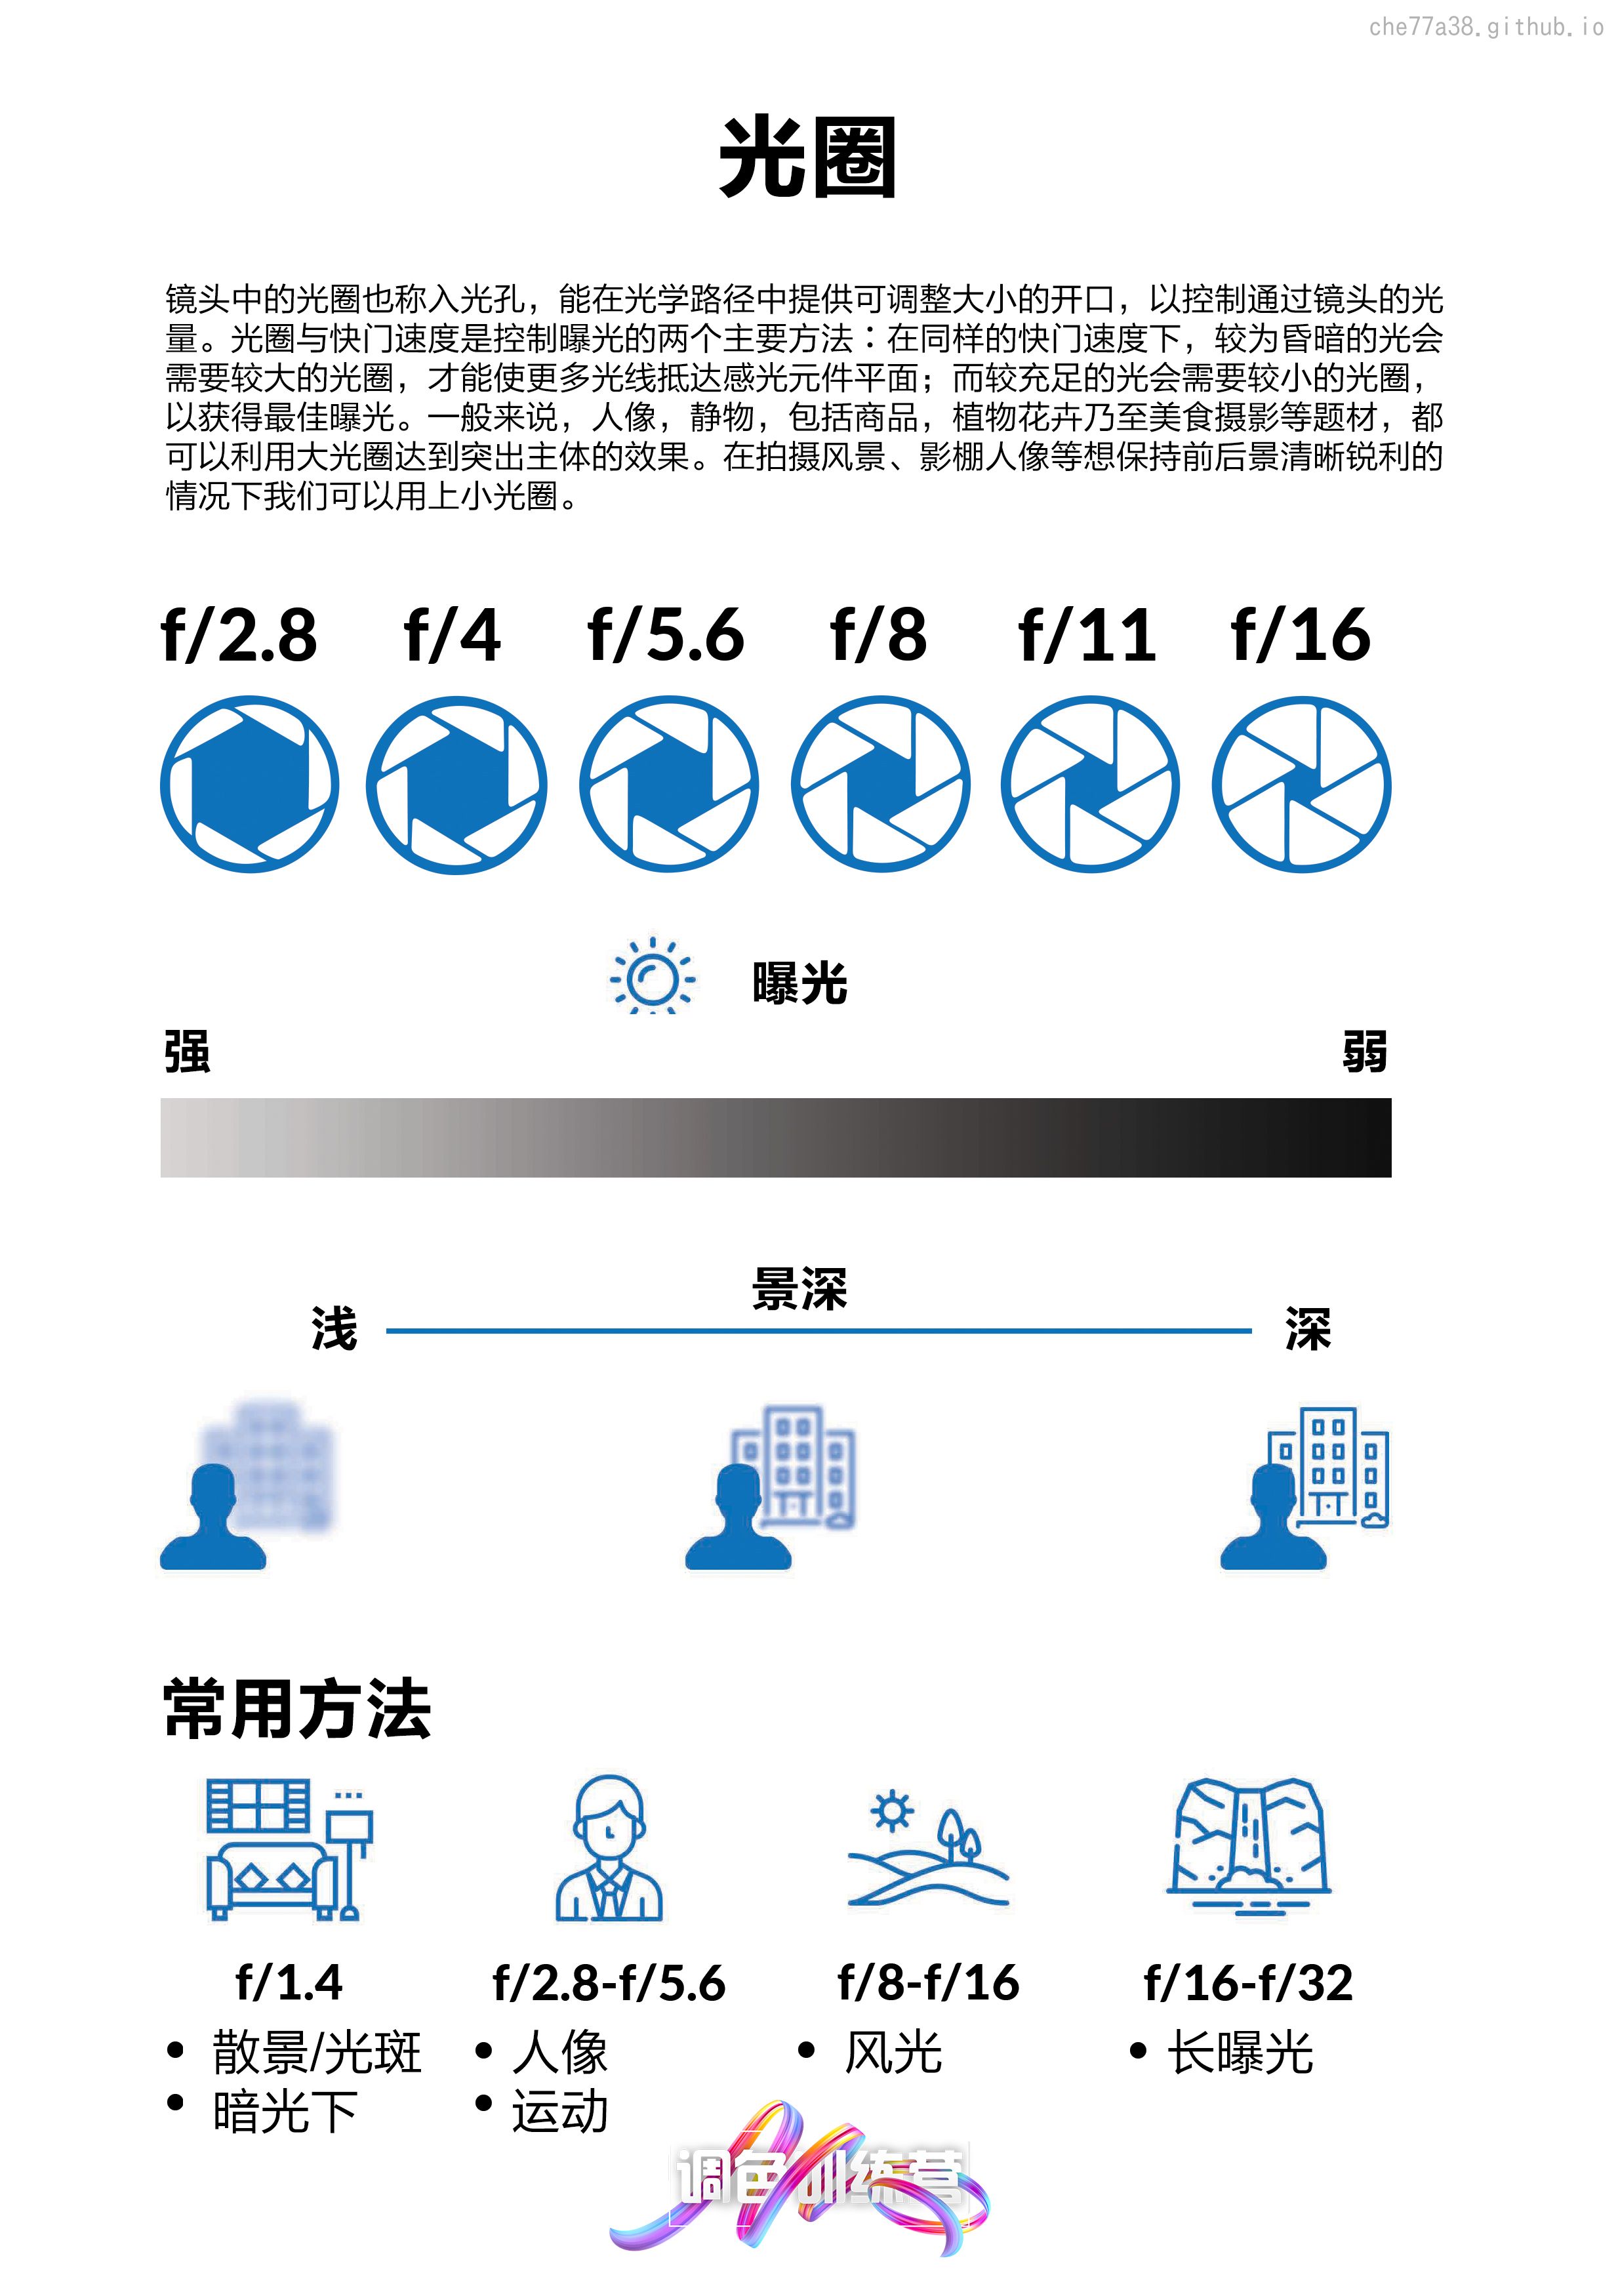 che77a38.github.io
光圈
镜头中的光圈也称入光孔，能在光学路径中提供可调整大小的开口，以控制通过镜头的光
量。光圈与快门速度是控制曝光的两个主要方法：在同样的快门速度下，较为昏暗的光会
需要较大的光圈，才能使更多光线抵达感光元件平面；而较充足的光会需要较小的光圈，
以获得最佳曝光。一般来说，人像，静物，包括商品，植物花卉乃至美食摄影等题材，都
可以利用大光圈达到突出主体的效果。在拍摄风景、影棚人像等想保持前后景清晰锐利的
情况下我们可以用上小光圈。
f/2.8 f/4 f/5.6 f/8 f/11 f/16
曝光
强 弱
景深
浅 深
常用方法
f/1.4 f/2.8-f/5.6 f/8-f/16 f/16-f/32
• 散景/光斑 • 人像 • 风光 • 长曝光
• 暗光下 • 运动
调色训练营